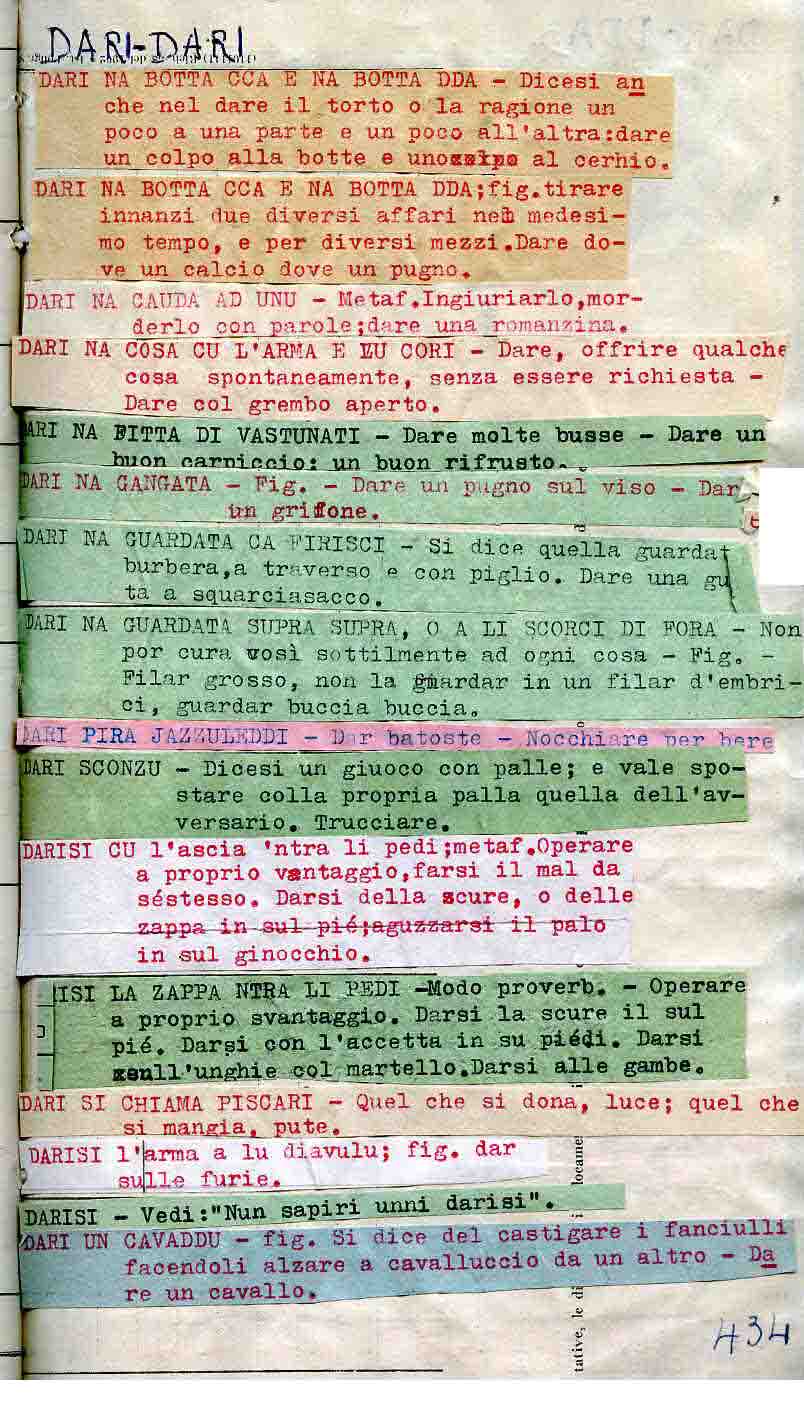 DARI-DARI
DARI NA BOTTA CCA E NA BOTTA DDA – Dicesi an
che nel dare il torto o la ragione un
poco a una parte e un poco all'altra:dare
un colpo alla botte e uno al cerhio.
DARI NA BOTTA CCA E NA BOTTA DDA;fig.tirare
innanzi due diversi affari nel medesi-
mo tempo, e per diversi mezzi.Dare do-
ve un calcio dove un pugno.
DARI NA CAUDA AD UNU – Metaf.Ingiuriarlo,mor-
derlo con parole;dare una romanzina.
DARI NA COSA CU L'ARMA E LU CORI – Dare, offrire qualche
cosa spontaneamente, senza essere richiesta –
Dare col grembo aperto.
ARI NA FITTA DI VASTUNATI – Dare molte busse – Dare un
buon carpiccio: un buon rifrusto.
DARI NA GANGATA – Fig. – Dare un pugno sul viso – Dar
un griffone.
DARI NA GUARDATA CA FIRISCI – Si dice quella guardat
burbera,a traverso e con piglio. Dare una gu
ta a squarciasacco.
DARI NA GUARDATA SUPRA SUPRA, O A LI SCORCI DI FORA – Non
por cura vosì sottilmente ad ogni cosa – Fig. –
Filar grosso, non la guardar in un filar d'embri-
ci, guardar buccia buccia.
DARI PIRA JAZZULEDDI – Dar batoste – Nocchiare per bere
DARI SCONZU – Dicesi un giuoco con palle; e vale spo-
stare colla propria palla quella dell'av-
versario. Trucciare.
DARISI CU l'ascia 'ntra li pedi;metaf.Operare
a proprio vantaggio,farsi il mal da
séstesso. Darsi della scure, o delle
zappa in sul pié;aguzzarsi il palo
in sul ginocchio.
ISI LA ZAPPA NTRA LI PEDI –Modo proverb. – Operare
a proprio svantaggio. Darsi la scure il sul
pié. Darsi con l'accetta in su piédi. Darsi
sull'unghie col martello.Darsi alle gambe.
DARI SI CHIAMA PISCARI – Quel che si dona, luce; quel che
si mangia, pute.
DARISI l'arma a lu diavulu; fig. dar
sulle furie.
DARISI – Vedi:"Nun sapiri unni darisi".
DARI UN CAVADDU – fig. Si dice del castigare i fanciulli
facendoli alzare a cavalluccio da un altro – Da
re un cavallo.
tative, le di
locame
434